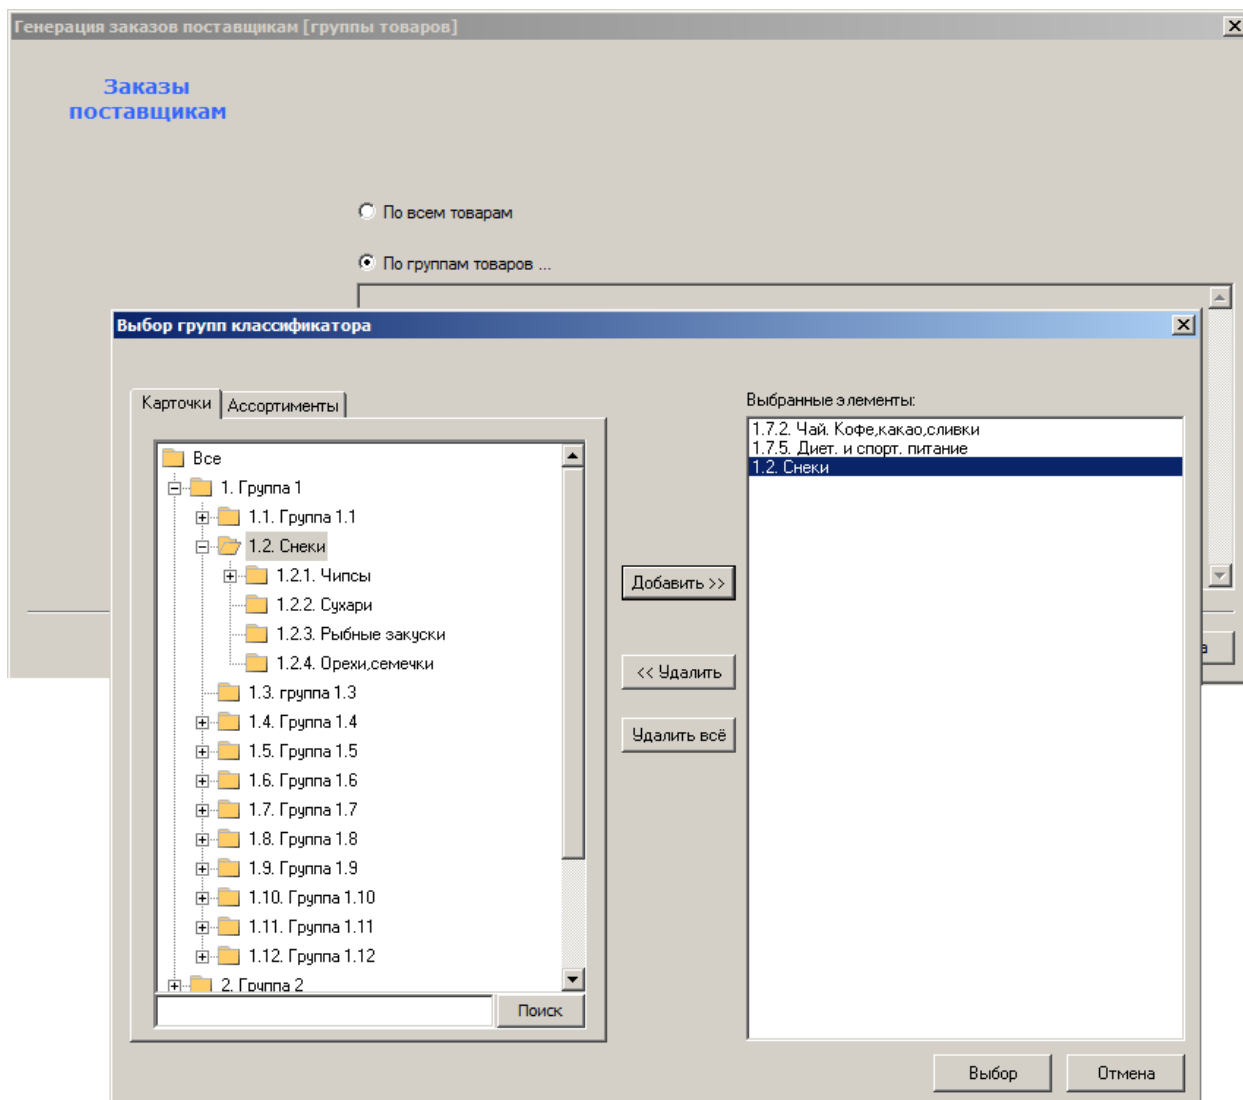 Генерация заказов поставщикам [группы товаров]
Заказы
поставщикам
По всем товарам
По группам товаров ...
Выбор групп классификатора
Карточки
Ассортименты
Все
1. Группа 1
1.1. Группа 1.1
1.2. Снеки
1.2.1. Чипсы
1.2.2. Сухари
1.2.3. Рыбные закуски
1.2.4. Орехи,семечки
1.3. группа 1.3
1.4. Группа 1.4
1.5. Группа 1.5
1.6. Группа 1.6
1.7. Группа 1.7
1.8. Группа 1.8
1.9. Группа 1.9
1.10. Группа 1.10
1.11. Группа 1.11
1.12. Группа 1.12
2. Группа 2
Поиск
Добавить >>
<< Удалить
Удалить всё
Выбранные элементы:
1.7.2. Чай. Кофе,какао,сливки
1.7.5. Диет. и спорт. питание
1.2. Снеки
Выбор
Отмена